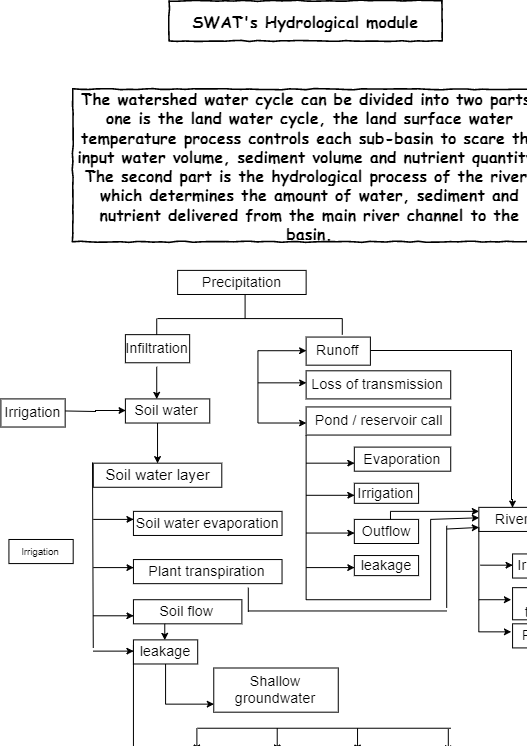 SWAT's Hydrological module
The watershed water cycle can be divided into two parts
one is the land water cycle, the land surface water
temperature process controls each sub-basin to scare th
input water volume, sediment volume and nutrient quantit
The second part is the hydrological process of the river
which determines the amount of water, sediment and
nutrient delivered from the main river channel to the
basin.
Precipitation
Infiltration
Runoff
Loss of transmission
Irrigation
Soil water
Pond / reservoir call
Evaporation
Soil water layer
Irrigation
River
Soil water evaporation
Outflow
Irrigation
leakage
Ir
Plant transpiration
Soil flow
leakage
Shallow
groundwater